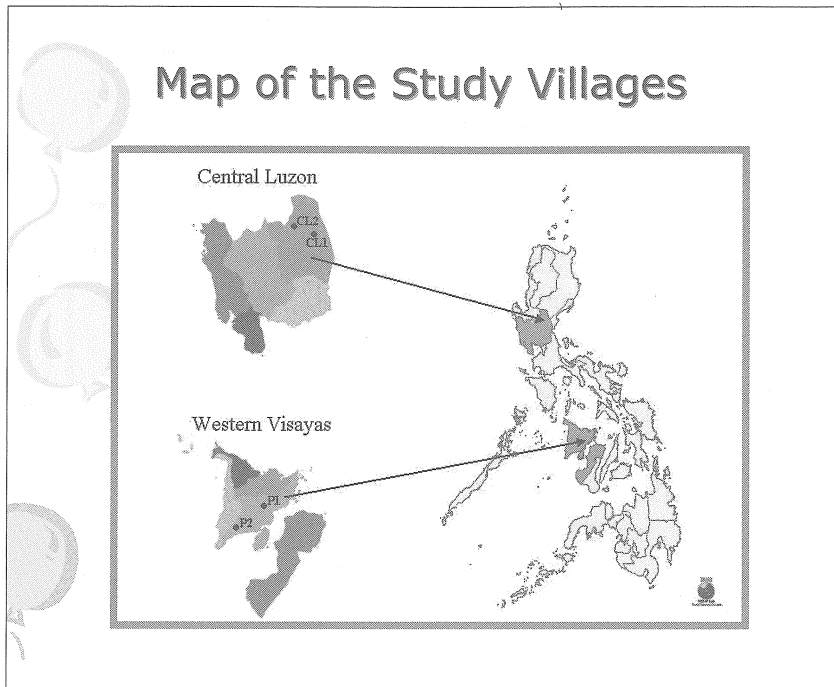 Map of the Study Villages
Central Luzon
CL2
CL1
Western Visayas
P1
P2